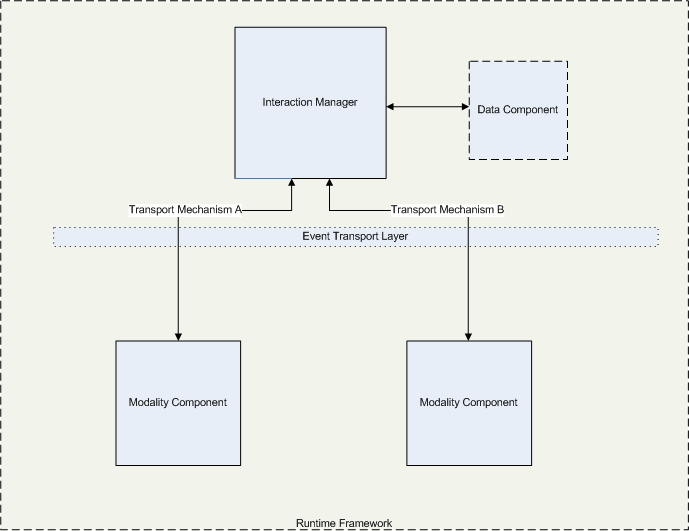 Interaction Manager
Data Component
Transport Mechanism A
Transport Mechanism B
Event Transport Layer
Modality Component
Modality Component
Runtime Framework